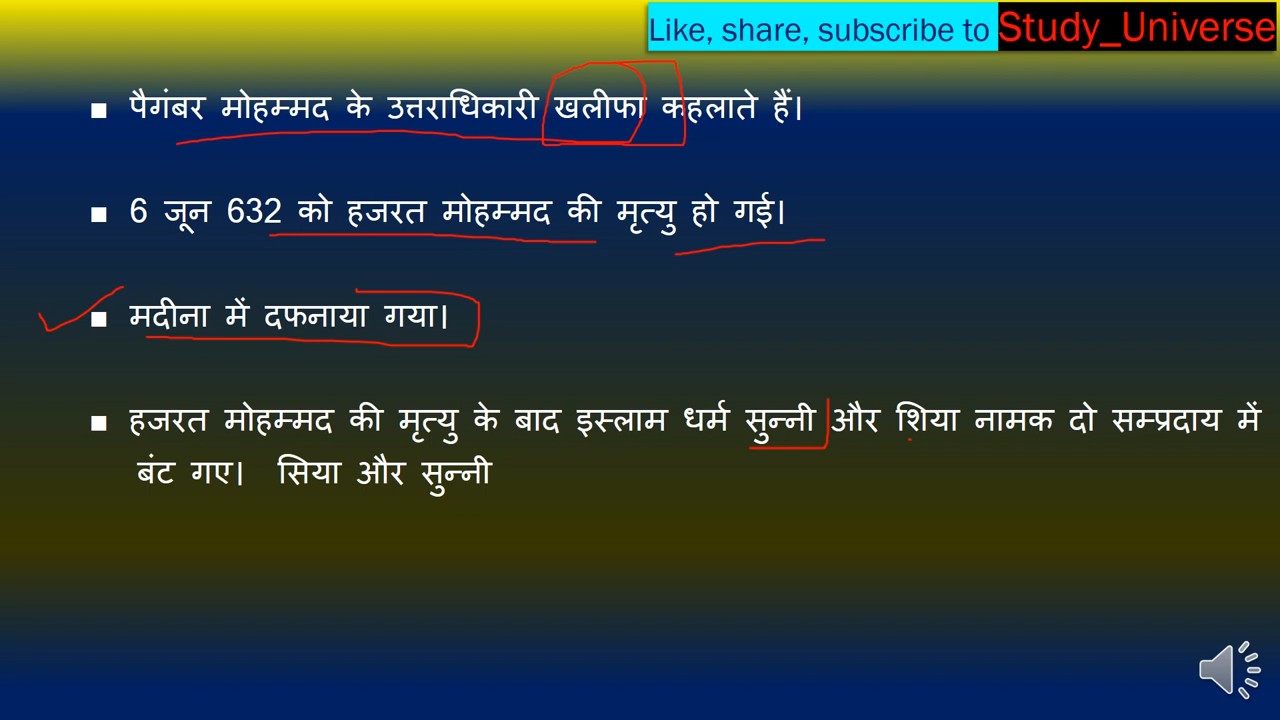 Like, share, subscribe to Study_Universe
▪ पैगंबर मोहम्मद के उत्तराधिकारी खलीफा कहलाते हैं।
▪ 6 जून 632 को हजरत मोहम्मद की मृत्यु हो गई।
▪ मदीना में दफनाया गया।
▪ हजरत मोहम्मद की मृत्यु के बाद इस्लाम धर्म सुन्नी और शिया नामक दो सम्प्रदाय में
बंट गए। सिया और सुन्नी